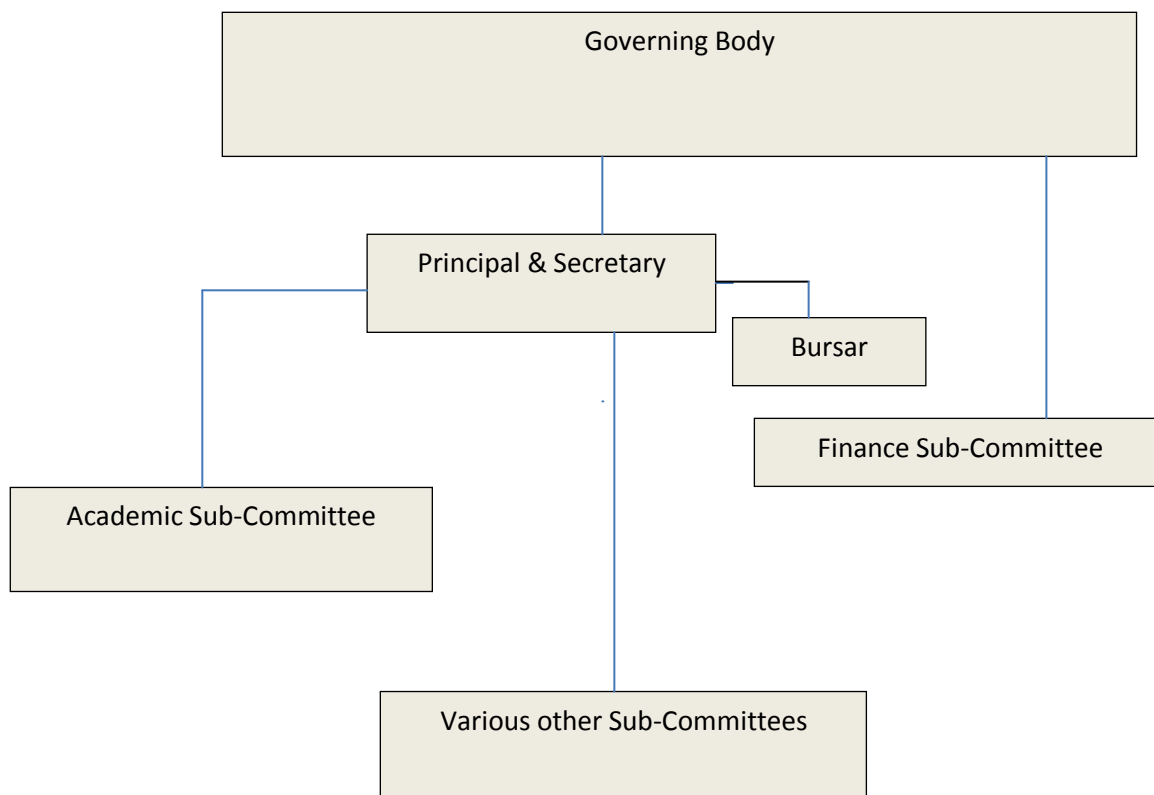 Governing Body
Principal & Secretary
Bursar
Finance Sub-Committee
Academic Sub-Committee
Various other Sub-Committees